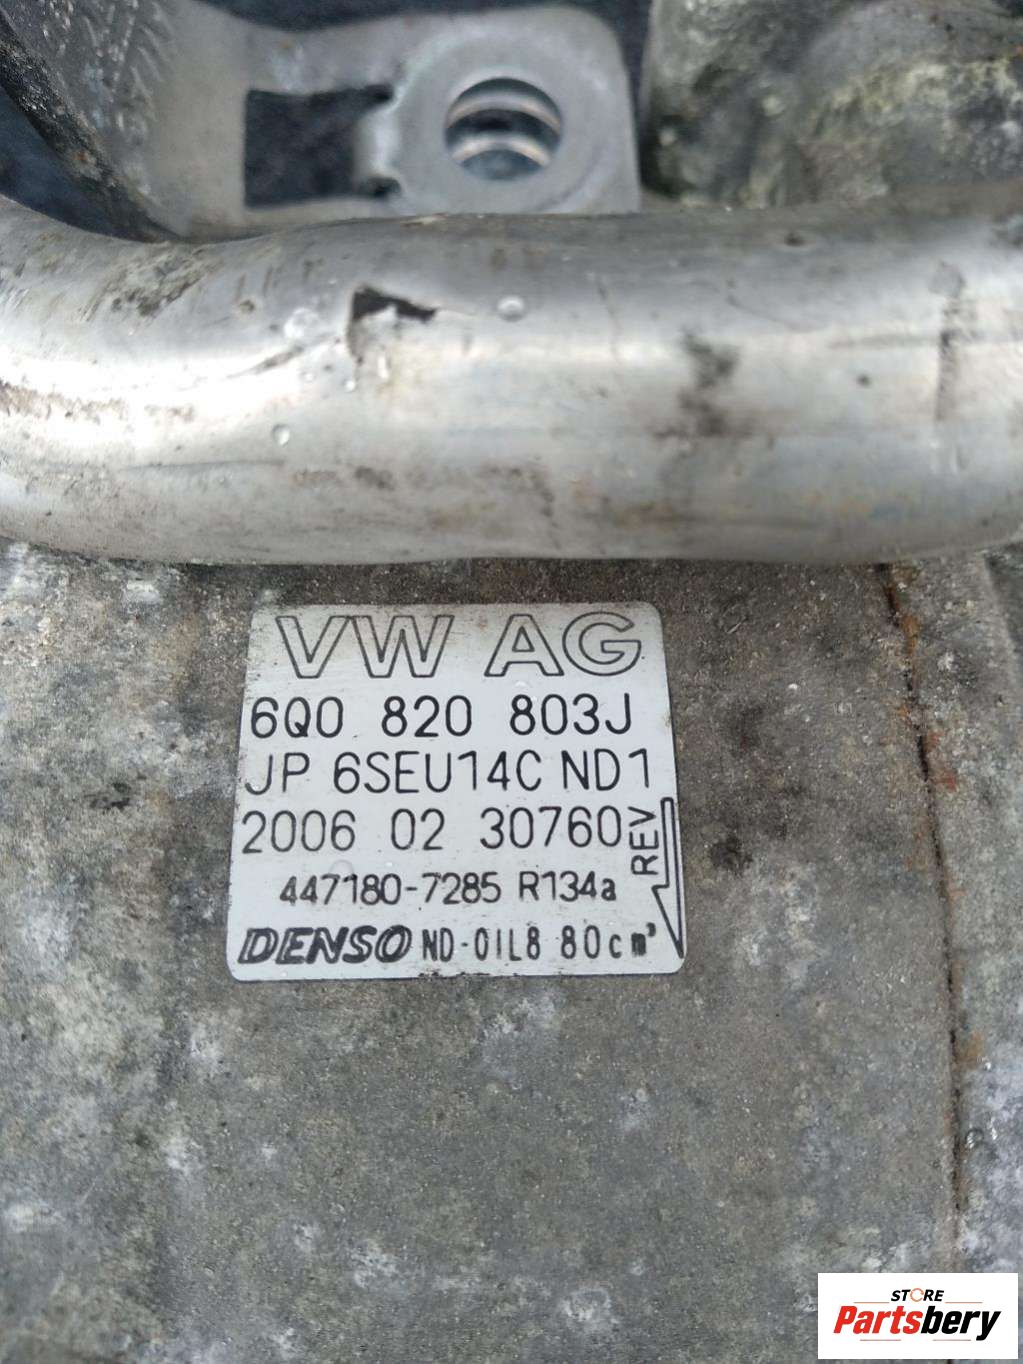 VW AG
6Q0 820 803J
JP 6SEU14C ND1
2006 02 30760
REV
447180-7285 R134a
DENSO ND-OIL8 80cm³
STORE
Partsbery